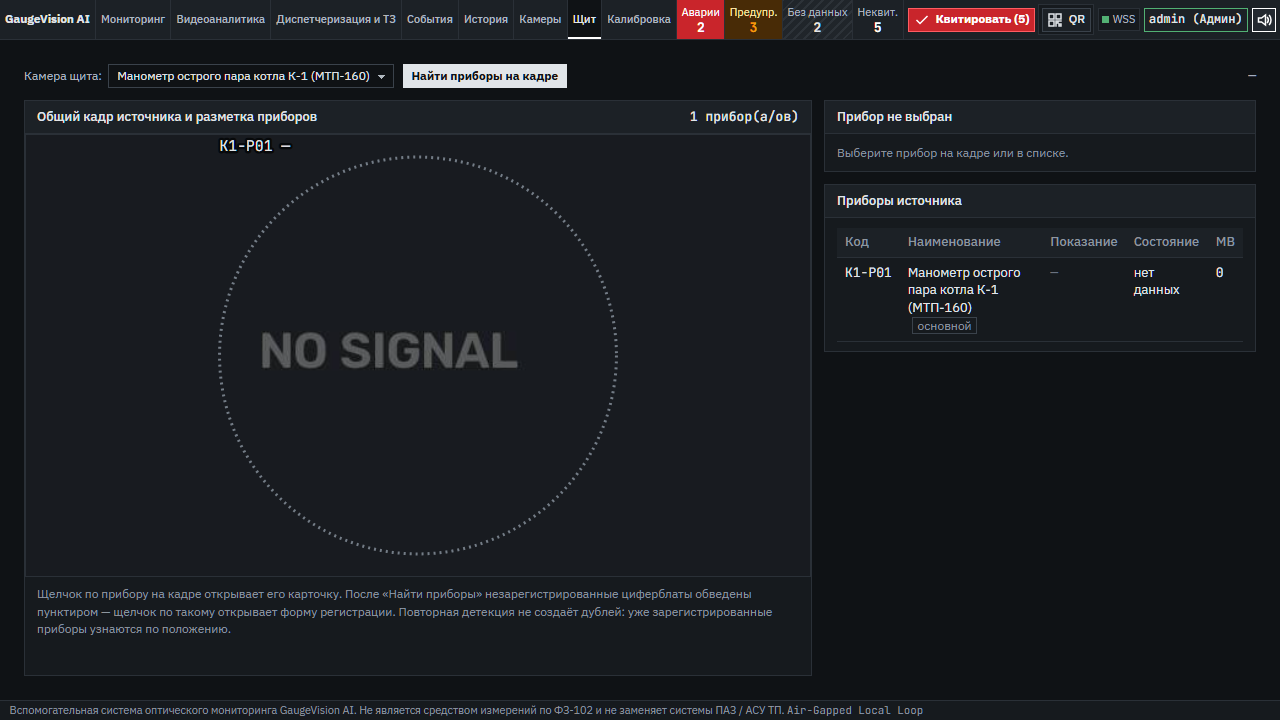 GaugeVision AI Мониторинг Видеоаналитика Диспетчеризация и ТЗ События История Камеры Щит Калибровка Аварии 2 Предупр. 3 Без данных 2 Неквит. 5 Квитировать (5) QR WSS admin (Админ)
Камера щита: Манометр острого пара котла К-1 (МТП-160) Найти приборы на кадре —
Общий кадр источника и разметка приборов 1 прибор(а/ов)
K1-P01 —
NO SIGNAL
Щелчок по прибору на кадре открывает его карточку. После «Найти приборы» незарегистрированные циферблаты обведены
пунктиром — щелчок по такому открывает форму регистрации. Повторная детекция не создаёт дублей: уже зарегистрированные
приборы узнаются по положению.
Прибор не выбран
Выберите прибор на кадре или в списке.
Приборы источника
Код Наименование Показание Состояние МВ
K1-P01 Манометр острого пара котла К-1 (МТП-160) основной — нет данных 0
Вспомогательная система оптического мониторинга GaugeVision AI. Не является средством измерений по ФЗ-102 и не заменяет системы ПАЗ / АСУ ТП. Air-Gapped Local Loop